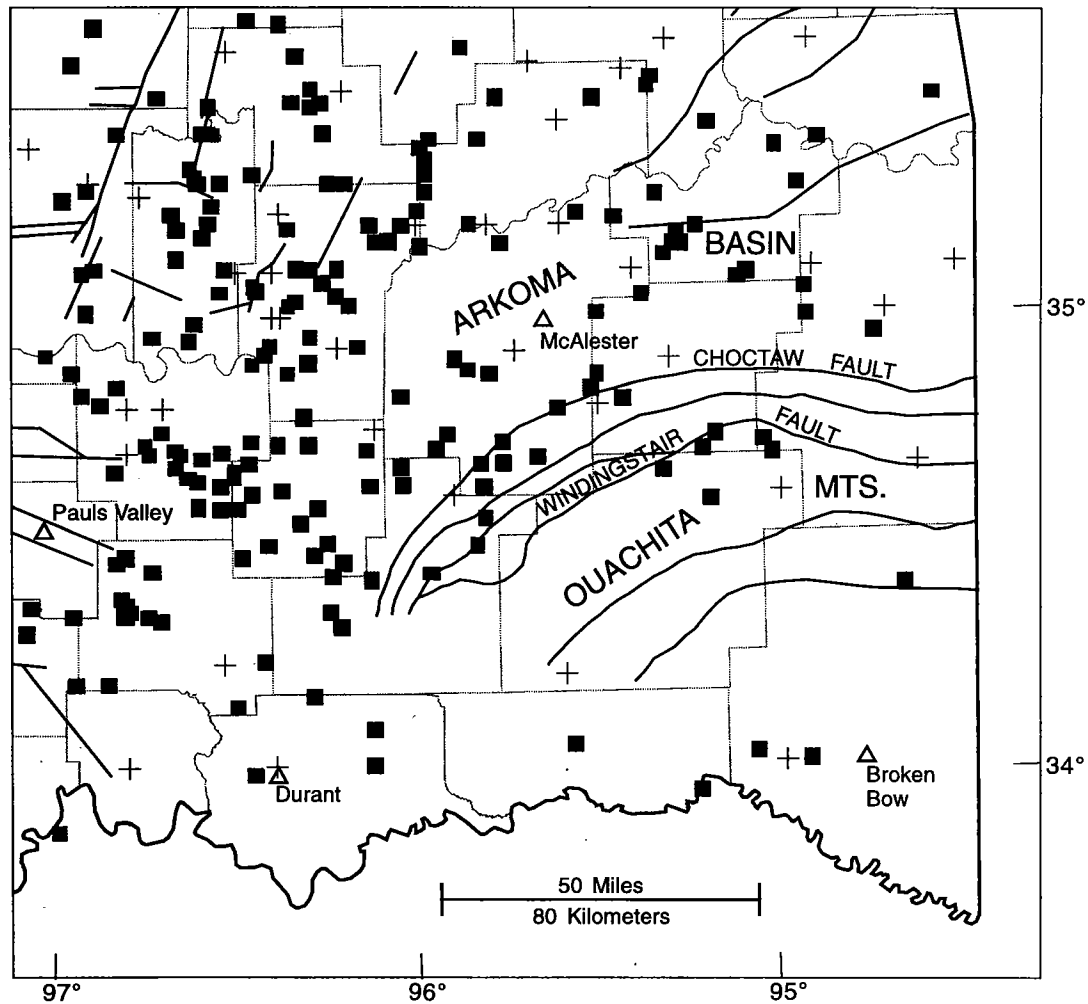 BASIN
ARKOMA
35°
McAlester
CHOCTAW FAULT
FAULT
WINDINGSTAIR
MTS.
Pauls Valley
OUACHITA
34°
Durant
Broken
Bow
50 Miles
80 Kilometers
97°
96°
95°